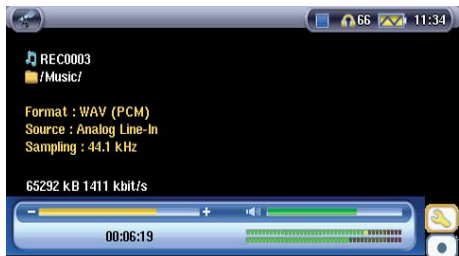 66 11:34
REC0003
/Music/
Format : WAV (PCM)
Source : Analog Line-In
Sampling : 44.1 kHz
65292 kB 1411 kbit/s
- +
00:06:19